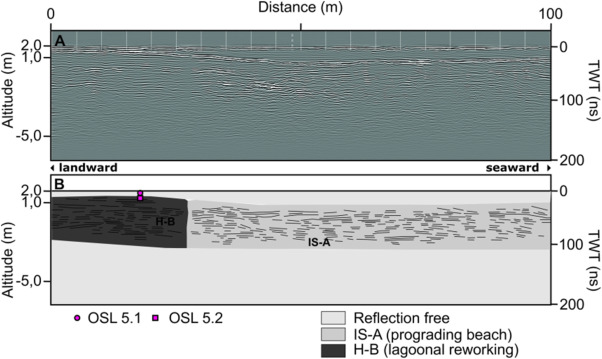 Distance (m)
0 100
A
2,0
1,0
-5,0
Altitude (m)
0
100
200
TWT (ns)
landward seaward
B
2,0
1,0
-5,0
Altitude (m)
H-B
IS-A
0
100
200
TWT (ns)
OSL 5.1 OSL 5.2
Reflection free
IS-A (prograding beach)
H-B (lagoonal reworking)